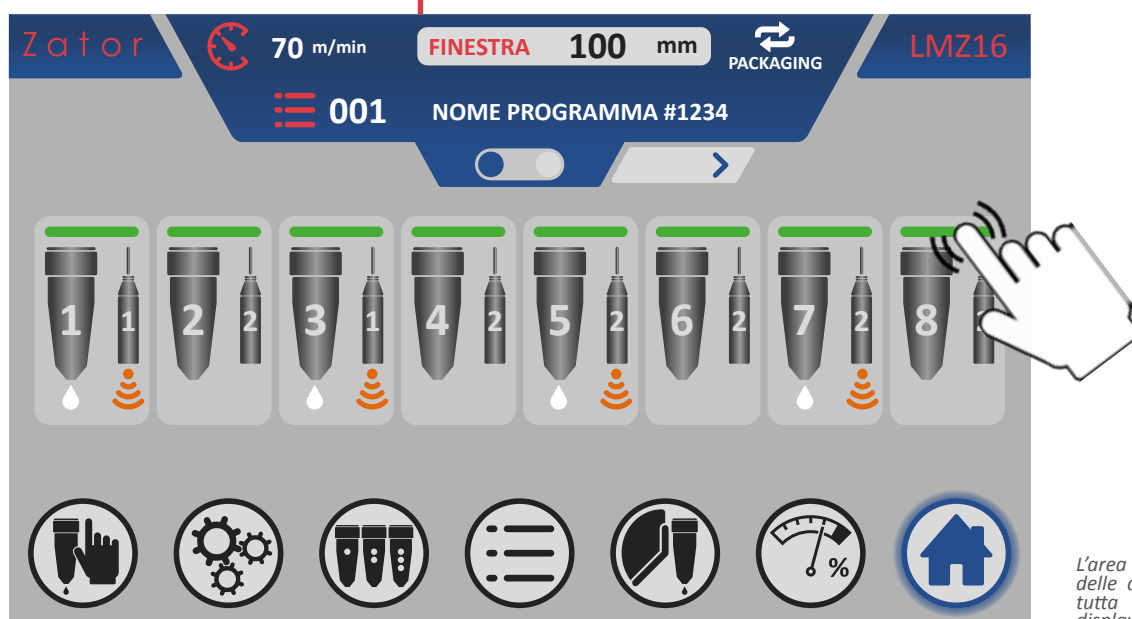 Zator
70 m/min
FINESTRA 100 mm
PACKAGING
LMZ16
001
NOME PROGRAMMA #1234
1 1 2 2 3 1 4 2 5 2 6 2 7 2 8
%
L'area
delle
tutta
display